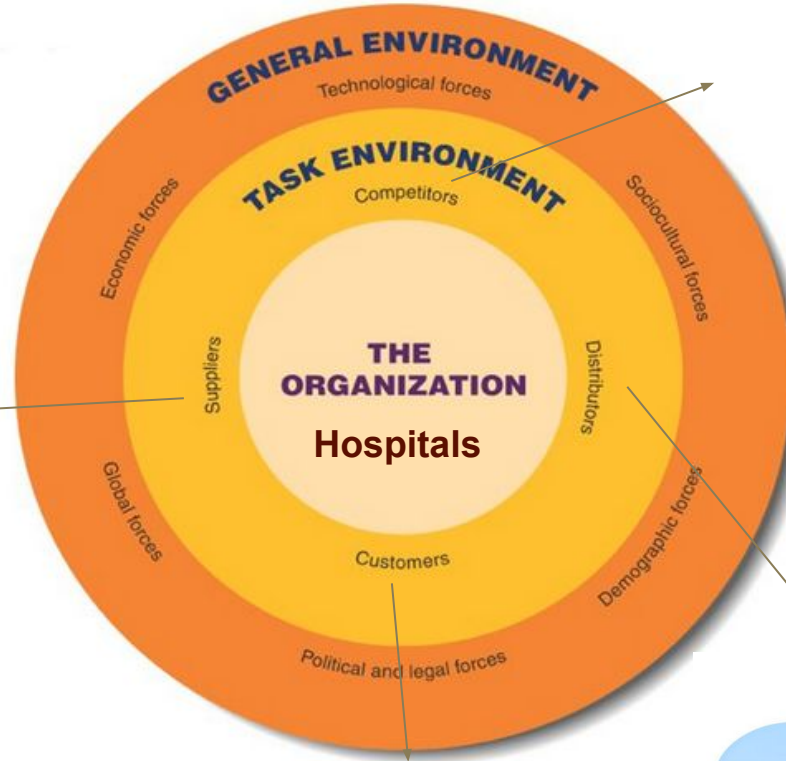 GENERAL ENVIRONMENT
Technological forces
TASK ENVIRONMENT
Competitors
Economic forces
Sociocultural forces
Suppliers
THE
ORGANIZATION
Hospitals
Distributors
Global forces
Customers
Demographic forces
Political and legal forces